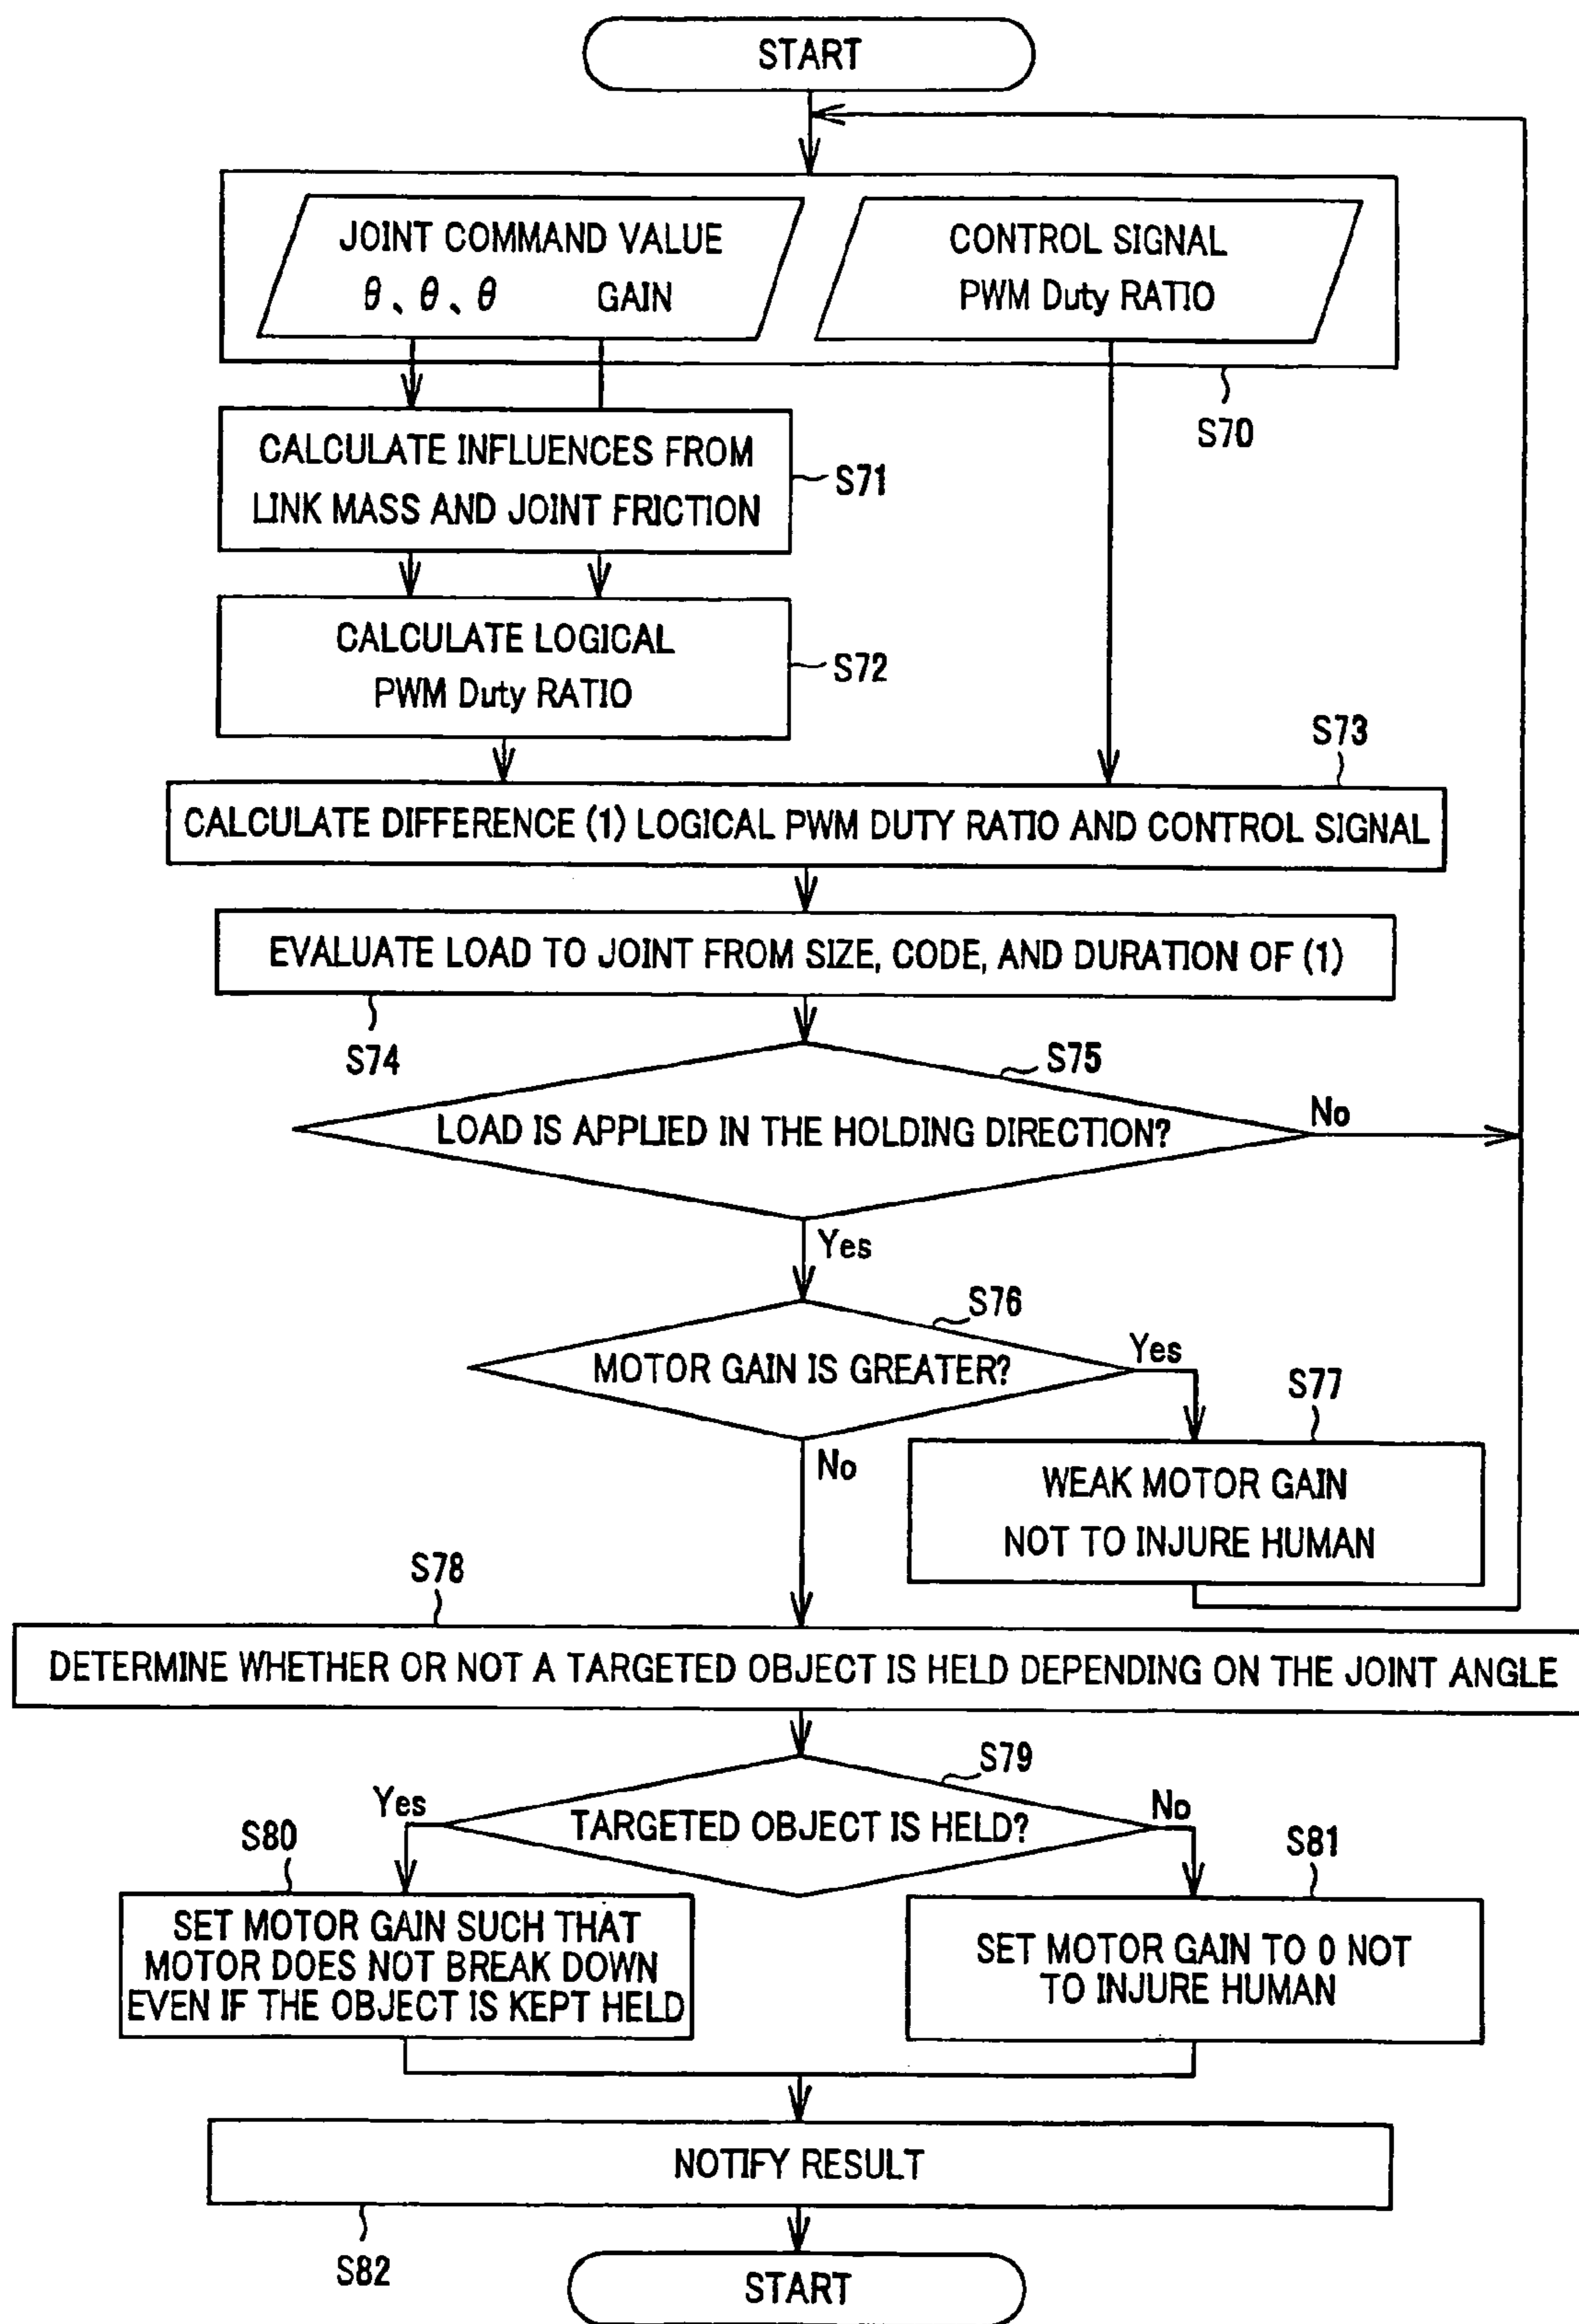 START
JOINT COMMAND VALUE
θ、θ、θ GAIN
CONTROL SIGNAL
PWM Duty RATIO
S70
CALCULATE INFLUENCES FROM
LINK MASS AND JOINT FRICTION
S71
CALCULATE LOGICAL
PWM Duty RATIO
S72
S73
CALCULATE DIFFERENCE (1) LOGICAL PWM DUTY RATIO AND CONTROL SIGNAL
EVALUATE LOAD TO JOINT FROM SIZE, CODE, AND DURATION OF (1)
S74
S75
LOAD IS APPLIED IN THE HOLDING DIRECTION?
No
Yes
S76
MOTOR GAIN IS GREATER?
Yes
No
S77
WEAK MOTOR GAIN
NOT TO INJURE HUMAN
S78
DETERMINE WHETHER OR NOT A TARGETED OBJECT IS HELD DEPENDING ON THE JOINT ANGLE
S79
TARGETED OBJECT IS HELD?
Yes
No
S80
SET MOTOR GAIN SUCH THAT
MOTOR DOES NOT BREAK DOWN
EVEN IF THE OBJECT IS KEPT HELD
S81
SET MOTOR GAIN TO 0 NOT
TO INJURE HUMAN
NOTIFY RESULT
S82
START